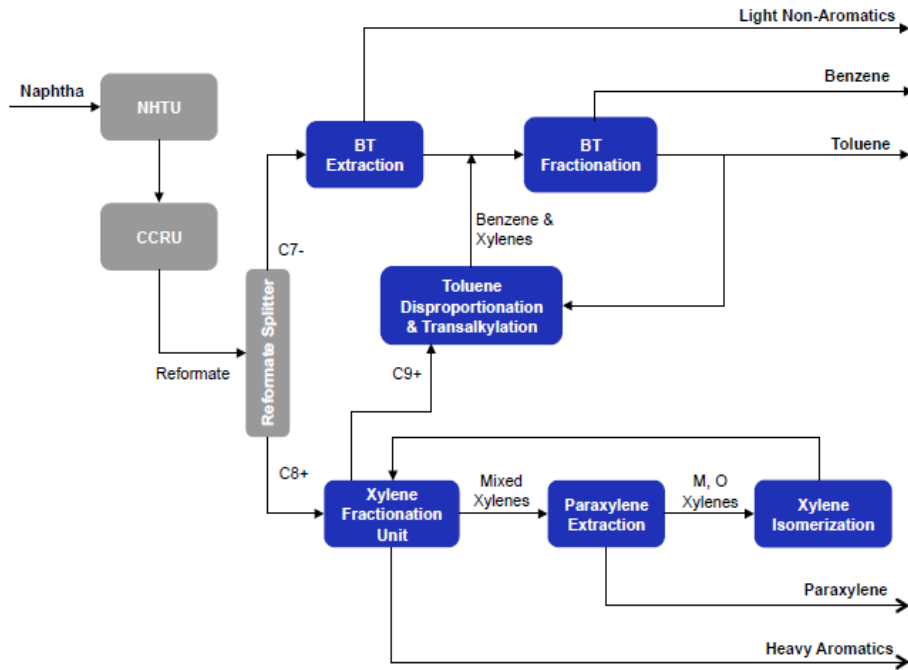 Light Non-Aromatics
Benzene
Naphtha
NHTU
BT
Extraction
BT
Fractionation
Toluene
CCRU
C7-
Benzene &
Xylenes
Reformate Splitter
Toluene
Disproportionation
& Transalkylation
Reformate
C9+
C8+
Xylene
Fractionation
Unit
Mixed
Xylenes
Paraxylene
Extraction
M, O
Xylenes
Xylene
Isomerization
Paraxylene
Heavy Aromatics